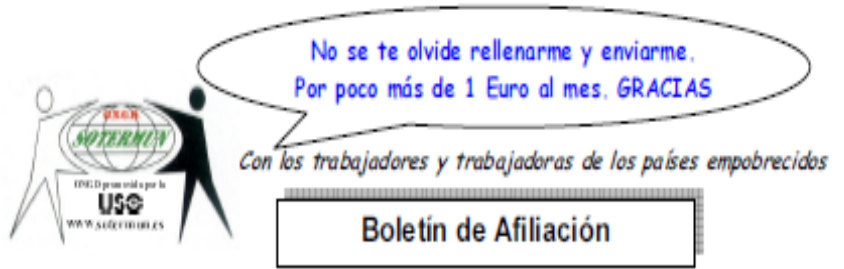 No se te olvide rellenarme y enviarme.
Por poco más de 1 Euro al mes. GRACIAS
O.N.G.D.
SOTERMUN
Con los trabajadores y trabajadoras de los países empobrecidos
ONGD promovida por la
USO
www.sotermun.es
Boletín de Afiliación